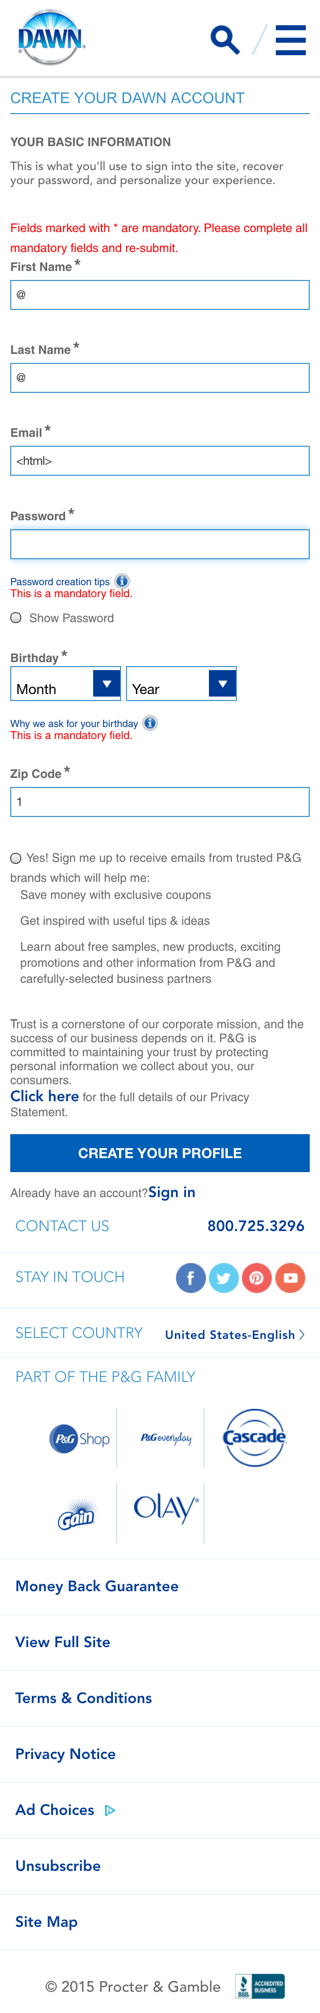 DAWN
CREATE YOUR DAWN ACCOUNT
YOUR BASIC INFORMATION
This is what you'll use to sign into the site, recover
your password, and personalize your experience.
Fields marked with * are mandatory. Please complete all
mandatory fields and re-submit.
First Name *
@
Last Name *
@
Email *
<html>
Password *
Password creation tips i
This is a mandatory field.
Show Password
Birthday *
Month Year
Why we ask for your birthday i
This is a mandatory field.
Zip Code *
1
Yes! Sign me up to receive emails from trusted P&G
brands which will help me:
Save money with exclusive coupons
Get inspired with useful tips & ideas
Learn about free samples, new products, exciting
promotions and other information from P&G and
carefully-selected business partners
Trust is a cornerstone of our corporate mission, and the
success of our business depends on it. P&G is
committed to maintaining your trust by protecting
personal information we collect about you, our
consumers.
Click here for the full details of our Privacy
Statement.
CREATE YOUR PROFILE
Already have an account?Sign in
CONTACT US 800.725.3296
STAY IN TOUCH
SELECT COUNTRY United States-English >
PART OF THE P&G FAMILY
P&G Shop P&G everyday Cascade
Gain OLAY
Money Back Guarantee
View Full Site
Terms & Conditions
Privacy Notice
Ad Choices
Unsubscribe
Site Map
© 2015 Procter & Gamble BBB ACCREDITED
BUSINESS